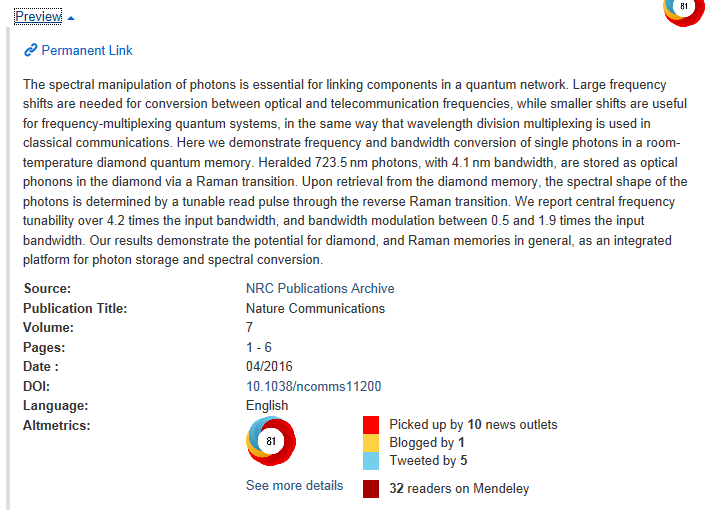 Preview
81
Permanent Link
The spectral manipulation of photons is essential for linking components in a quantum network. Large frequency
shifts are needed for conversion between optical and telecommunication frequencies, while smaller shifts are useful
for frequency-multiplexing quantum systems, in the same way that wavelength division multiplexing is used in
classical communications. Here we demonstrate frequency and bandwidth conversion of single photons in a room-
temperature diamond quantum memory. Heralded 723.5 nm photons, with 4.1 nm bandwidth, are stored as optical
phonons in the diamond via a Raman transition. Upon retrieval from the diamond memory, the spectral shape of the
photons is determined by a tunable read pulse through the reverse Raman transition. We report central frequency
tunability over 4.2 times the input bandwidth, and bandwidth modulation between 0.5 and 1.9 times the input
bandwidth. Our results demonstrate the potential for diamond, and Raman memories in general, as an integrated
platform for photon storage and spectral conversion.
Source: NRC Publications Archive
Publication Title: Nature Communications
Volume: 7
Pages: 1 - 6
Date : 04/2016
DOI: 10.1038/ncomms11200
Language: English
Altmetrics: 81 Picked up by 10 news outlets
Blogged by 1
Tweeted by 5
See more details 32 readers on Mendeley